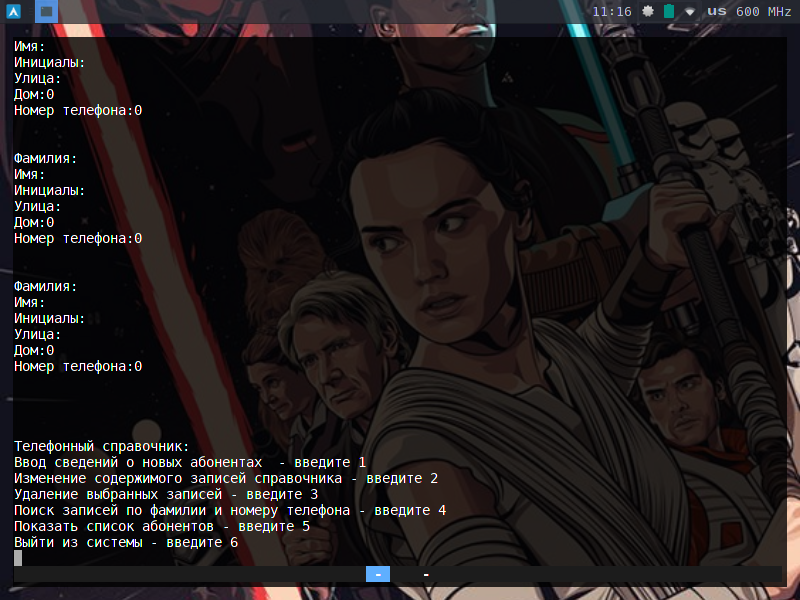 11:16 us 600 MHz
Имя:
Инициалы:
Улица:
Дом:0
Номер телефона:0
Фамилия:
Имя:
Инициалы:
Улица:
Дом:0
Номер телефона:0
Фамилия:
Имя:
Инициалы:
Улица:
Дом:0
Номер телефона:0
Телефонный справочник:
Ввод сведений о новых абонентах  - введите 1
Изменение содержимого записей справочника - введите 2
Удаление выбранных записей - введите 3
Поиск записей по фамилии и номеру телефона - введите 4
Показать список абонентов - введите 5
Выйти из системы - введите 6
- -